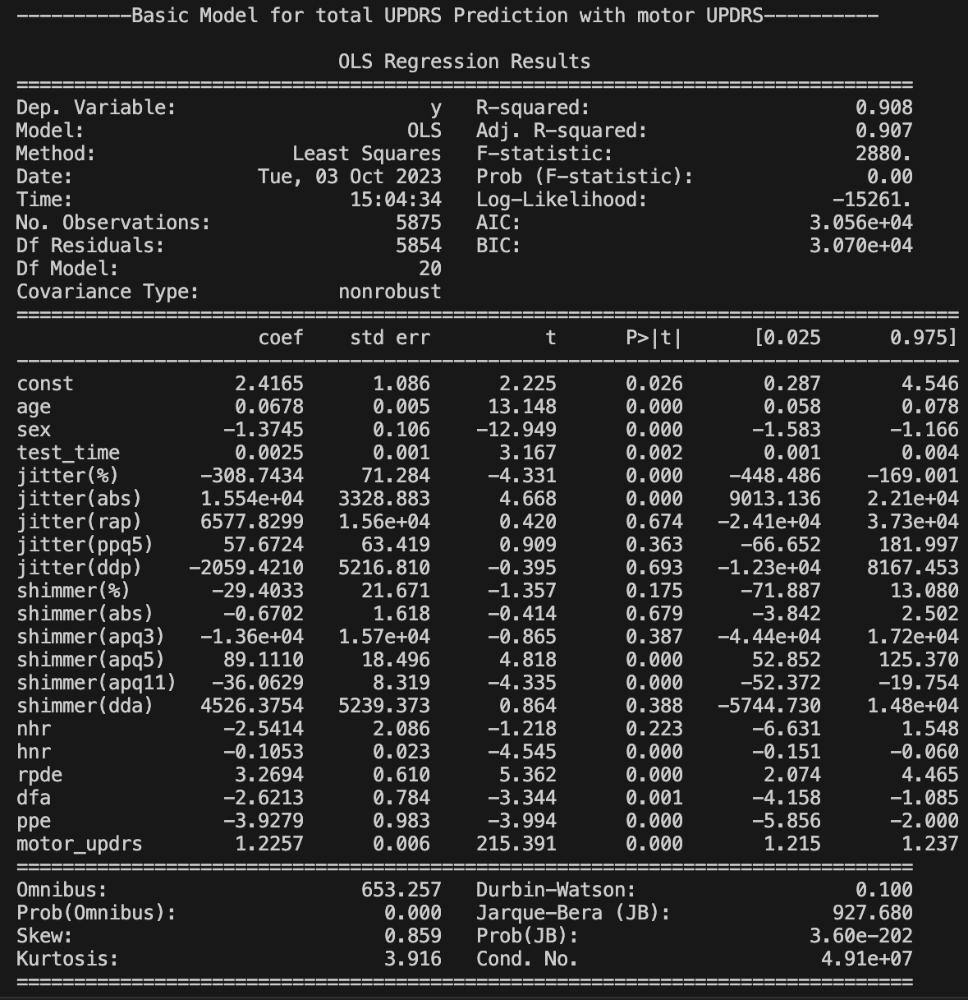 ----------Basic Model for total UPDRS Prediction with motor UPDRS----------
OLS Regression Results
==============================================================================
Dep. Variable:                      y   R-squared:                       0.908
Model:                            OLS   Adj. R-squared:                  0.907
Method:                 Least Squares   F-statistic:                     2880.
Date:                Tue, 03 Oct 2023   Prob (F-statistic):               0.00
Time:                        15:04:34   Log-Likelihood:                -15261.
No. Observations:                5875   AIC:                         3.056e+04
Df Residuals:                    5854   BIC:                         3.070e+04
Df Model:                          20
Covariance Type:            nonrobust
==================================================================================
                     coef    std err          t      P>|t|      [0.025      0.975]
----------------------------------------------------------------------------------
const              2.4165      1.086      2.225      0.026       0.287       4.546
age                0.0678      0.005     13.148      0.000       0.058       0.078
sex               -1.3745      0.106    -12.949      0.000      -1.583      -1.166
test_time          0.0025      0.001      3.167      0.002       0.001       0.004
jitter(%)       -308.7434     71.284     -4.331      0.000    -448.486    -169.001
jitter(abs)     1.554e+04   3328.883      4.668      0.000    9013.136    2.21e+04
jitter(rap)     6577.8299   1.56e+04      0.420      0.674   -2.41e+04    3.73e+04
jitter(ppq5)      57.6724     63.419      0.909      0.363     -66.652     181.997
jitter(ddp)    -2059.4210   5216.810     -0.395      0.693   -1.23e+04    8167.453
shimmer(%)       -29.4033     21.671     -1.357      0.175     -71.887      13.080
shimmer(abs)      -0.6702      1.618     -0.414      0.679      -3.842       2.502
shimmer(apq3)   -1.36e+04   1.57e+04     -0.865      0.387   -4.44e+04    1.72e+04
shimmer(apq5)     89.1110     18.496      4.818      0.000      52.852     125.370
shimmer(apq11)   -36.0629      8.319     -4.335      0.000     -52.372     -19.754
shimmer(dda)    4526.3754   5239.373      0.864      0.388   -5744.730    1.48e+04
nhr               -2.5414      2.086     -1.218      0.223      -6.631       1.548
hnr               -0.1053      0.023     -4.545      0.000      -0.151      -0.060
rpde               3.2694      0.610      5.362      0.000       2.074       4.465
dfa               -2.6213      0.784     -3.344      0.001      -4.158      -1.085
ppe               -3.9279      0.983     -3.994      0.000      -5.856      -2.000
motor_updrs        1.2257      0.006    215.391      0.000       1.215       1.237
==============================================================================
Omnibus:                      653.257   Durbin-Watson:                   0.100
Prob(Omnibus):                  0.000   Jarque-Bera (JB):              927.680
Skew:                           0.859   Prob(JB):                    3.60e-202
Kurtosis:                       3.916   Cond. No.                     4.91e+07
==============================================================================